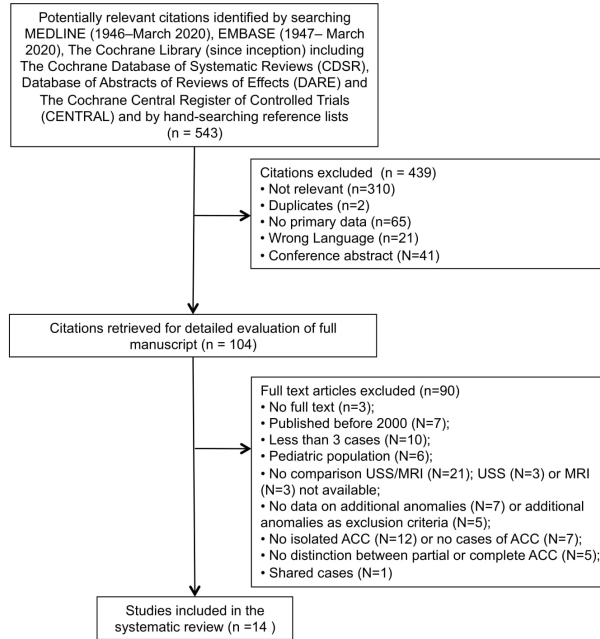 Potentially relevant citations identified by searching
MEDLINE (1946–March 2020), EMBASE (1947– March
2020), The Cochrane Library (since inception) including
The Cochrane Database of Systematic Reviews (CDSR),
Database of Abstracts of Reviews of Effects (DARE) and
The Cochrane Central Register of Controlled Trials
(CENTRAL) and by hand-searching reference lists
(n = 543)
Citations excluded (n = 439)
• Not relevant (n=310)
• Duplicates (n=2)
• No primary data (n=65)
• Wrong Language (n=21)
• Conference abstract (N=41)
Citations retrieved for detailed evaluation of full
manuscript (n = 104)
Full text articles excluded (n=90)
• No full text (n=3);
• Published before 2000 (N=7);
• Less than 3 cases (N=10);
• Pediatric population (N=6);
• No comparison USS/MRI (N=21); USS (N=3) or MRI
(N=3) not available;
• No data on additional anomalies (N=7) or additional
anomalies as exclusion criteria (N=5);
• No isolated ACC (N=12) or no cases of ACC (N=7);
• No distinction between partial or complete ACC (N=5);
• Shared cases (N=1)
Studies included in the
systematic review (n =14 )